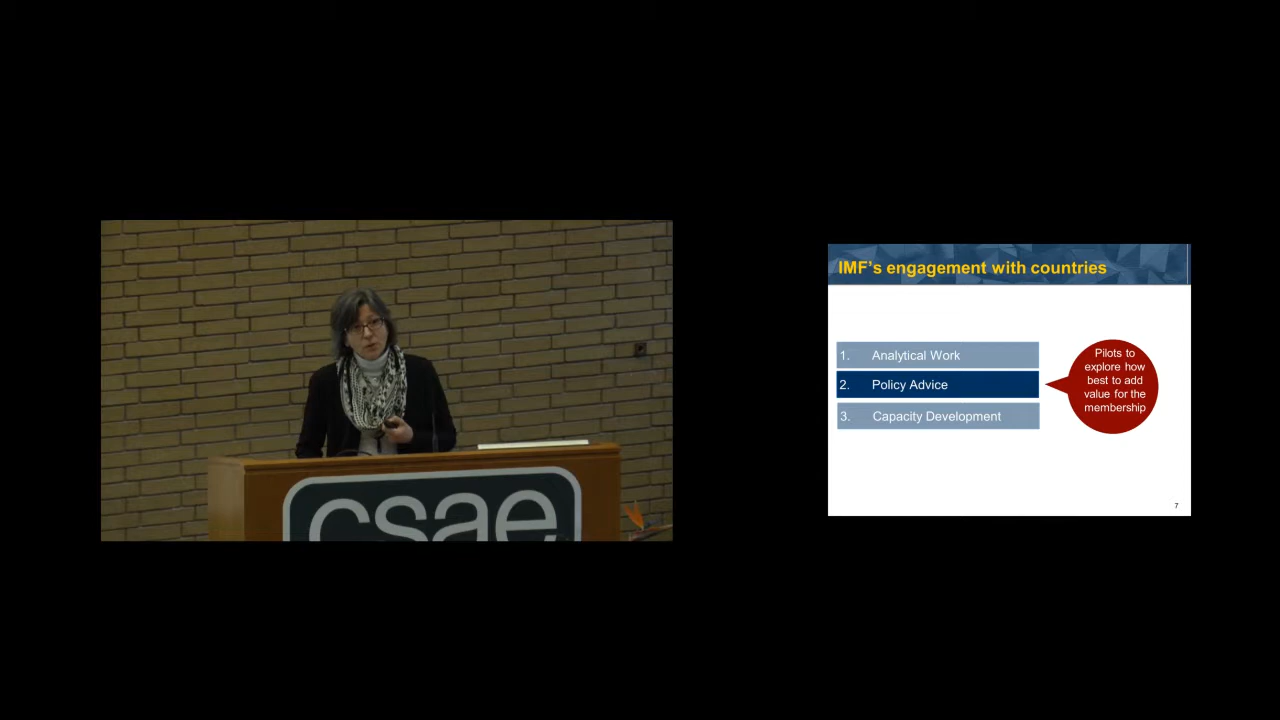 csae
IMF's engagement with countries
1. Analytical Work
2. Policy Advice
3. Capacity Development
Pilots to
explore how
best to add
value for the
membership
7